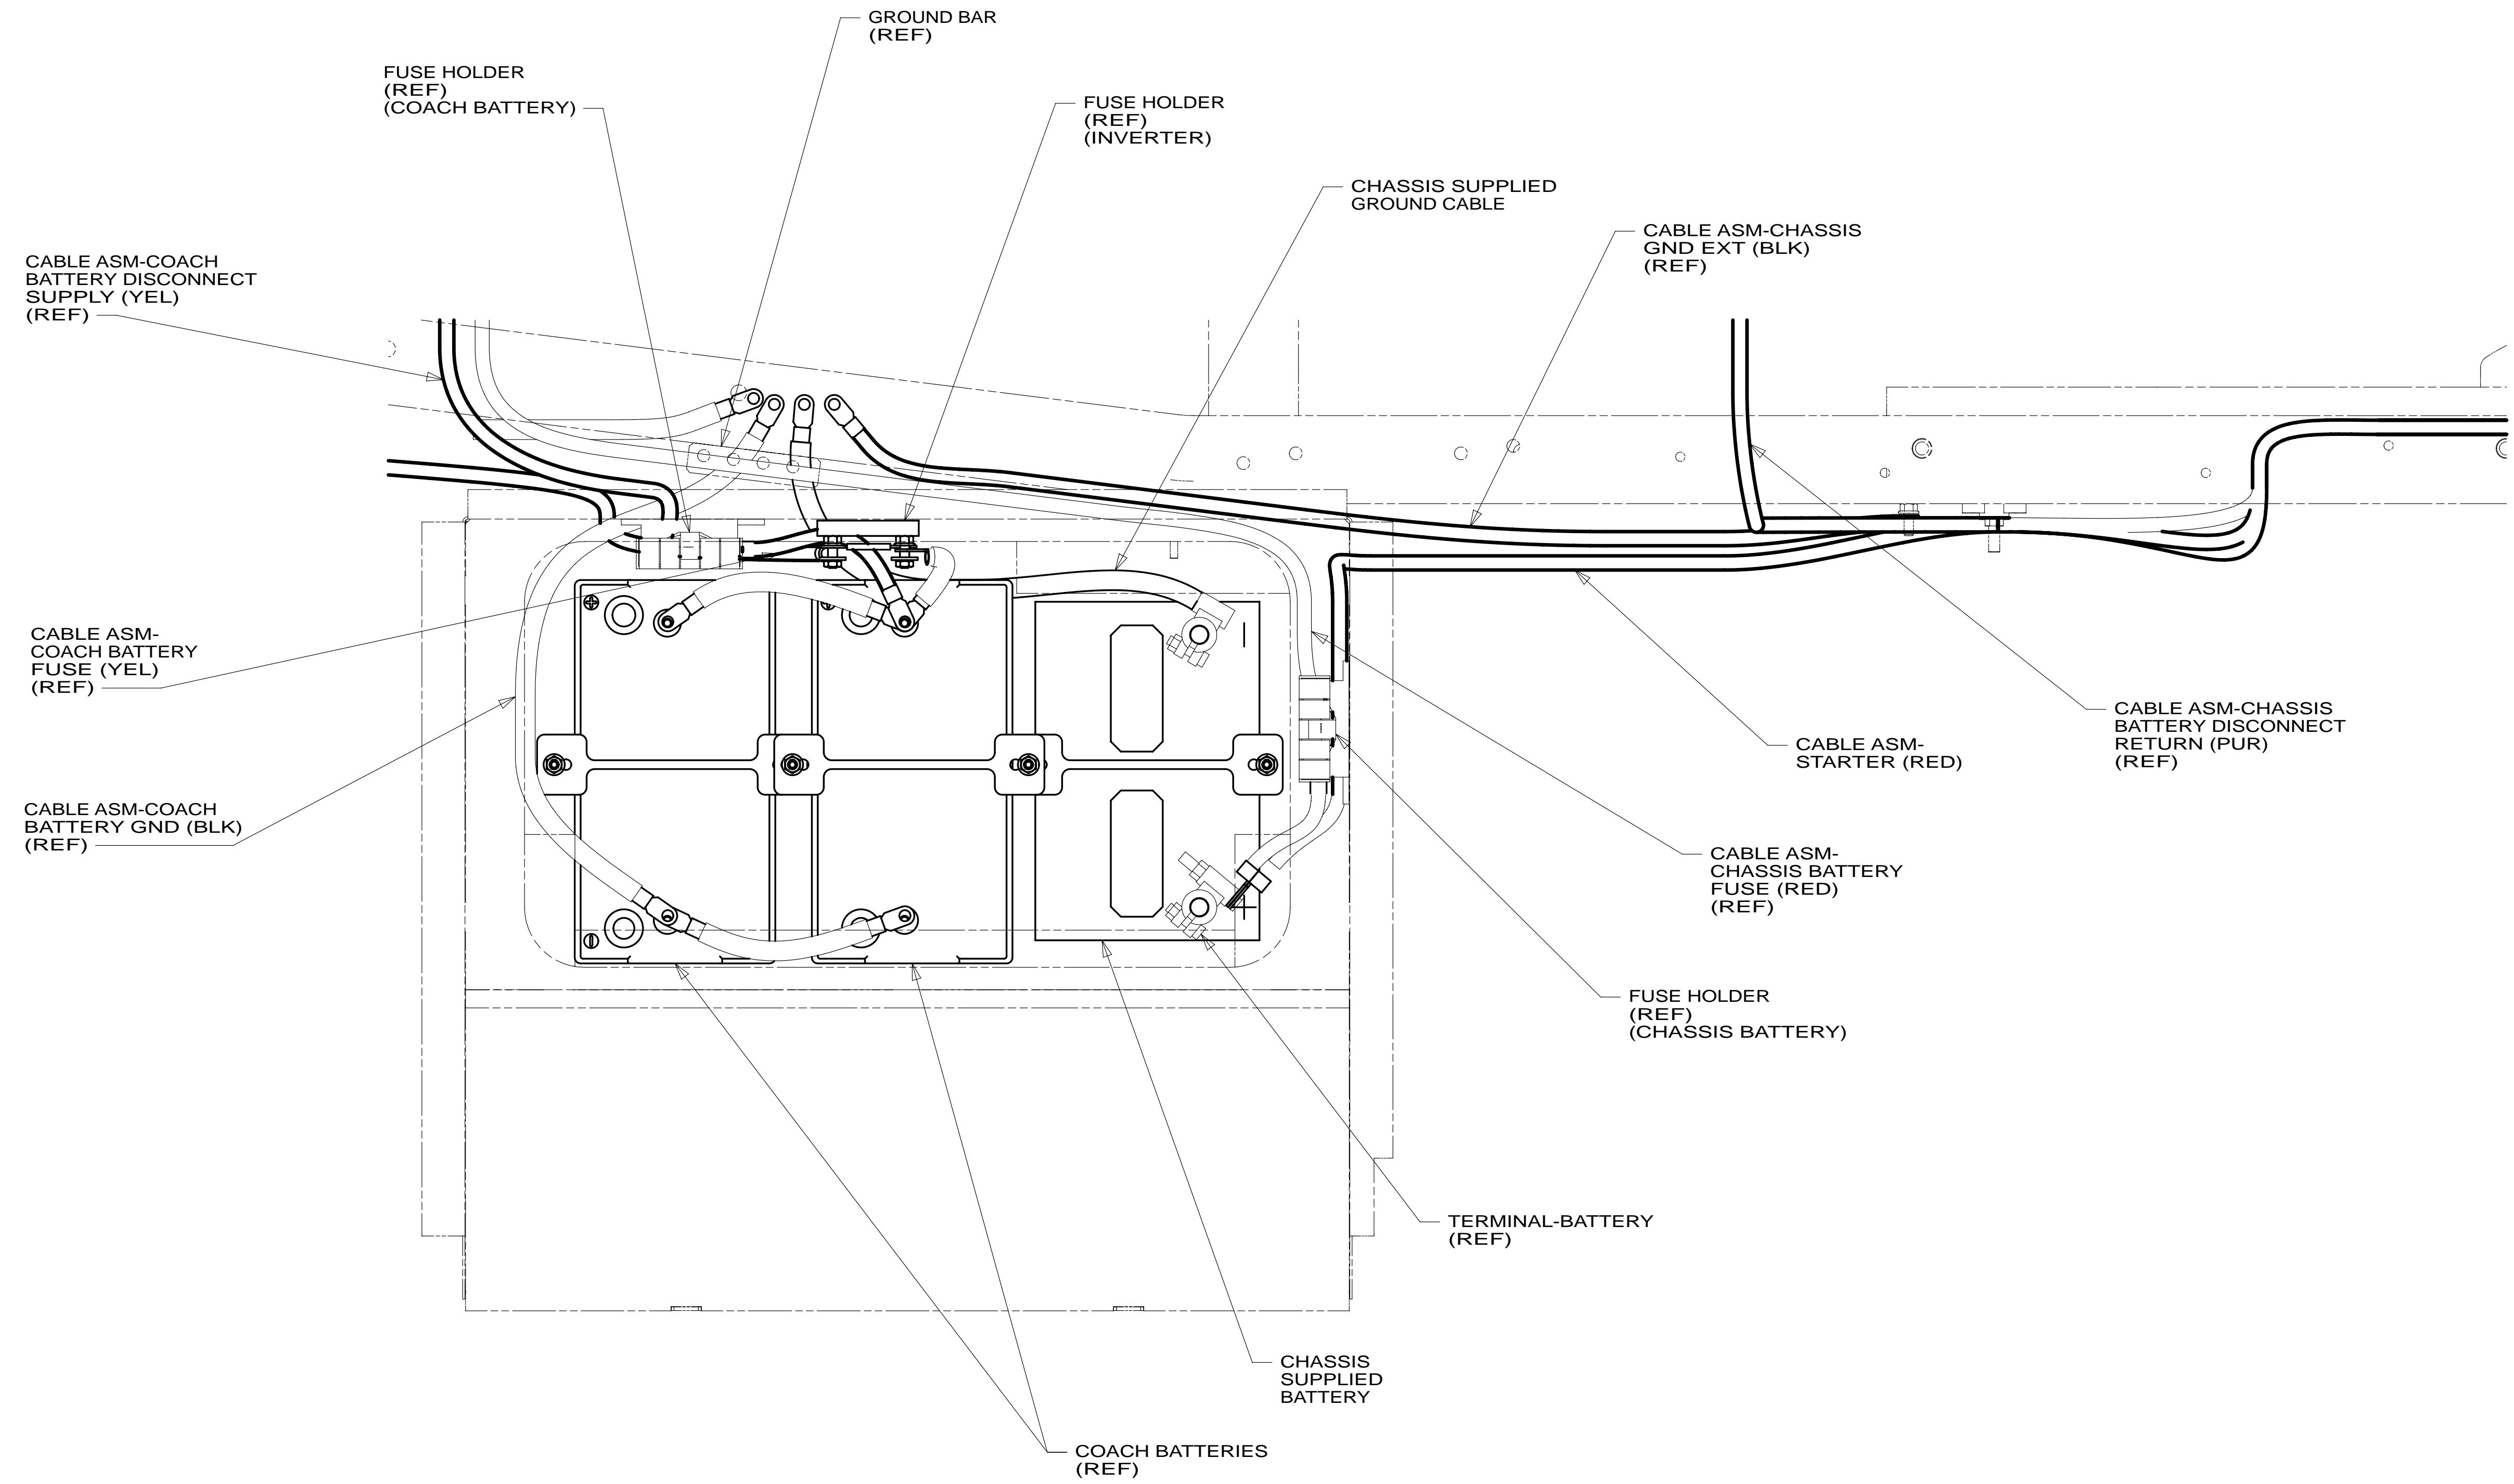 GROUND BAR
(REF)
FUSE HOLDER
(REF)
(COACH BATTERY)
FUSE HOLDER
(REF)
(INVERTER)
CHASSIS SUPPLIED
GROUND CABLE
CABLE ASM-CHASSIS
GND EXT (BLK)
(REF)
CABLE ASM-COACH
BATTERY DISCONNECT
SUPPLY (YEL)
(REF)
CABLE ASM-
COACH BATTERY
FUSE (YEL)
(REF)
CABLE ASM-CHASSIS
BATTERY DISCONNECT
RETURN (PUR)
(REF)
CABLE ASM-
STARTER (RED)
CABLE ASM-COACH
BATTERY GND (BLK)
(REF)
CABLE ASM-
CHASSIS BATTERY
FUSE (RED)
(REF)
FUSE HOLDER
(REF)
(CHASSIS BATTERY)
TERMINAL-BATTERY
(REF)
CHASSIS
SUPPLIED
BATTERY
COACH BATTERIES
(REF)